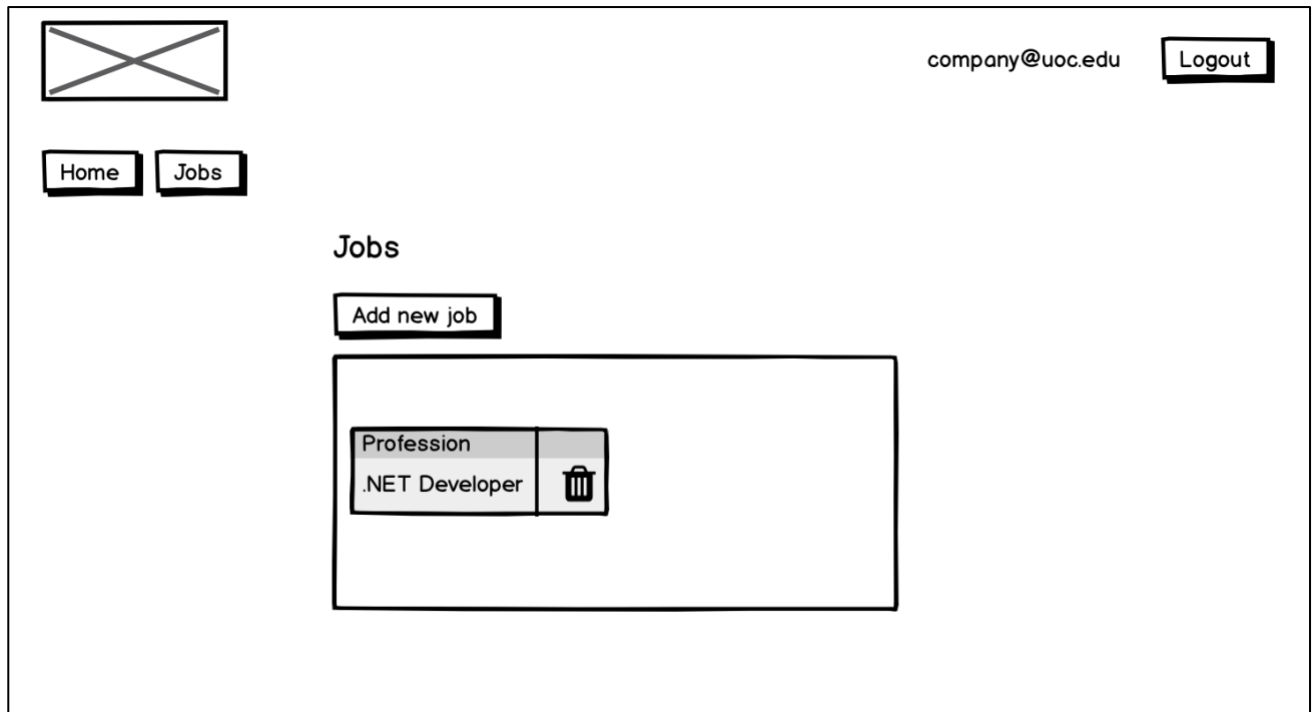 company@uoc.edu
Logout
Home
Jobs
Jobs
Add new job
Profession
.NET Developer